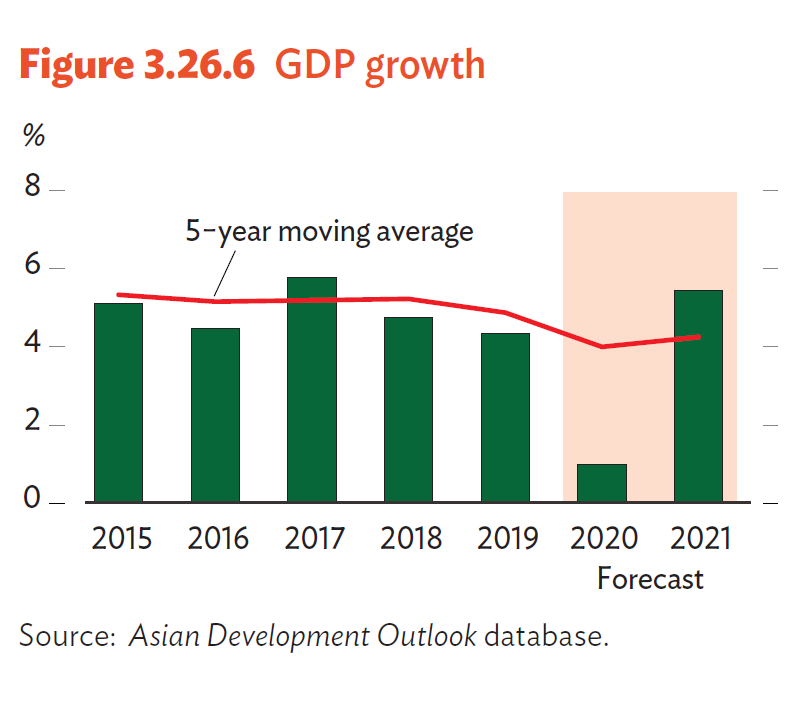 Figure 3.26.6 GDP growth
%
8
5-year moving average
6
4
2
0
2015 2016 2017 2018 2019 2020 2021
Forecast
Source: Asian Development Outlook database.